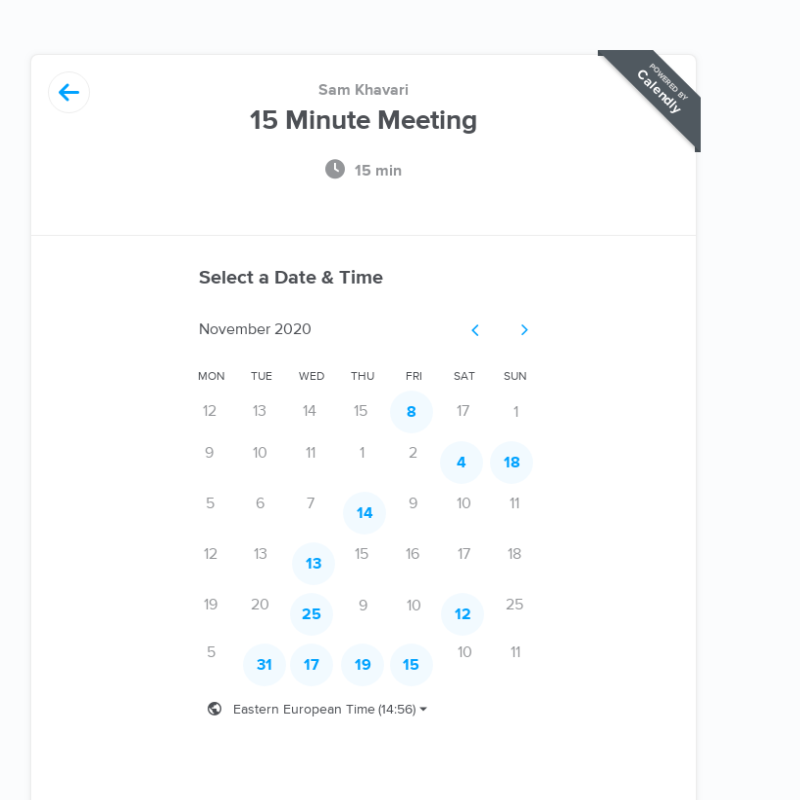 POWERED BY
Calendly
Sam Khavari
15 Minute Meeting
15 min
Select a Date & Time
November 2020
MON TUE WED THU FRI SAT SUN
12 13 14 15 8 17 1
9 10 11 1 2 4 18
5 6 7 14 9 10 11
12 13 13 15 16 17 18
19 20 25 9 10 12 25
5 31 17 19 15 10 11
Eastern European Time (14:56)